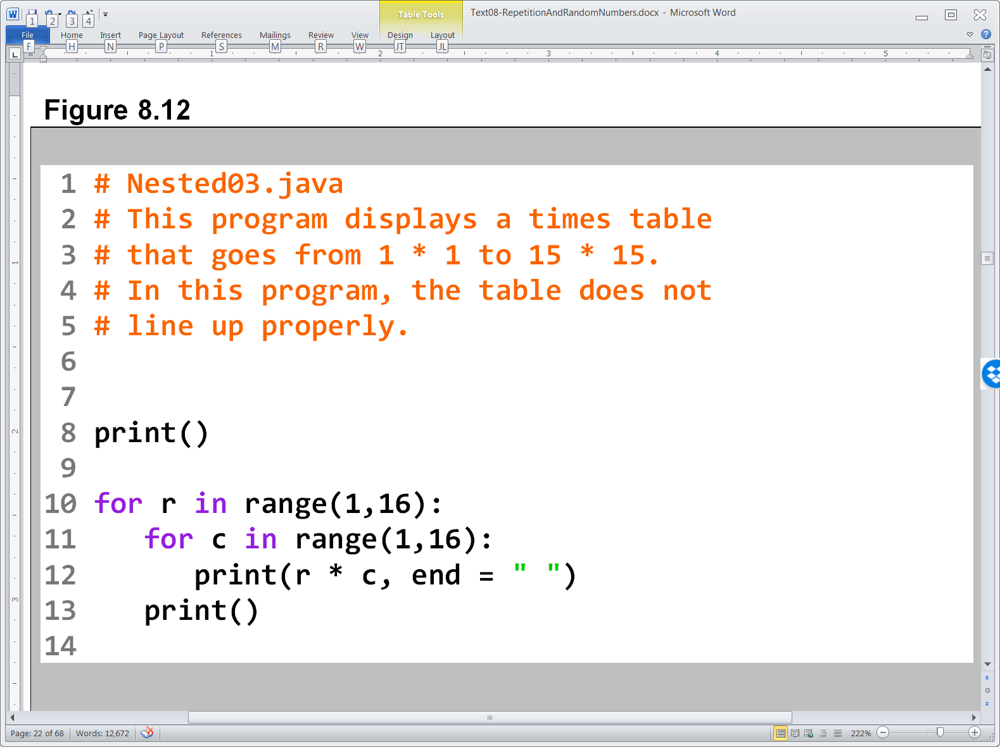 Table Tools
Text08-RepetitionAndRandomNumbers.docx - Microsoft Word
W
1 2 3 4
File Home Insert Page Layout References Mailings Review View Design Layout
F H N P S M R W JT JL
L
1 2 3 4 5
Figure 8.12
1 # Nested03.java
2 # This program displays a times table
3 # that goes from 1 * 1 to 15 * 15.
4 # In this program, the table does not
5 # line up properly.
6
7
8 print()
9
10 for r in range(1,16):
11    for c in range(1,16):
12       print(r * c, end = " ")
13    print()
14
1
2
3
Page: 22 of 68 Words: 12,672 222%